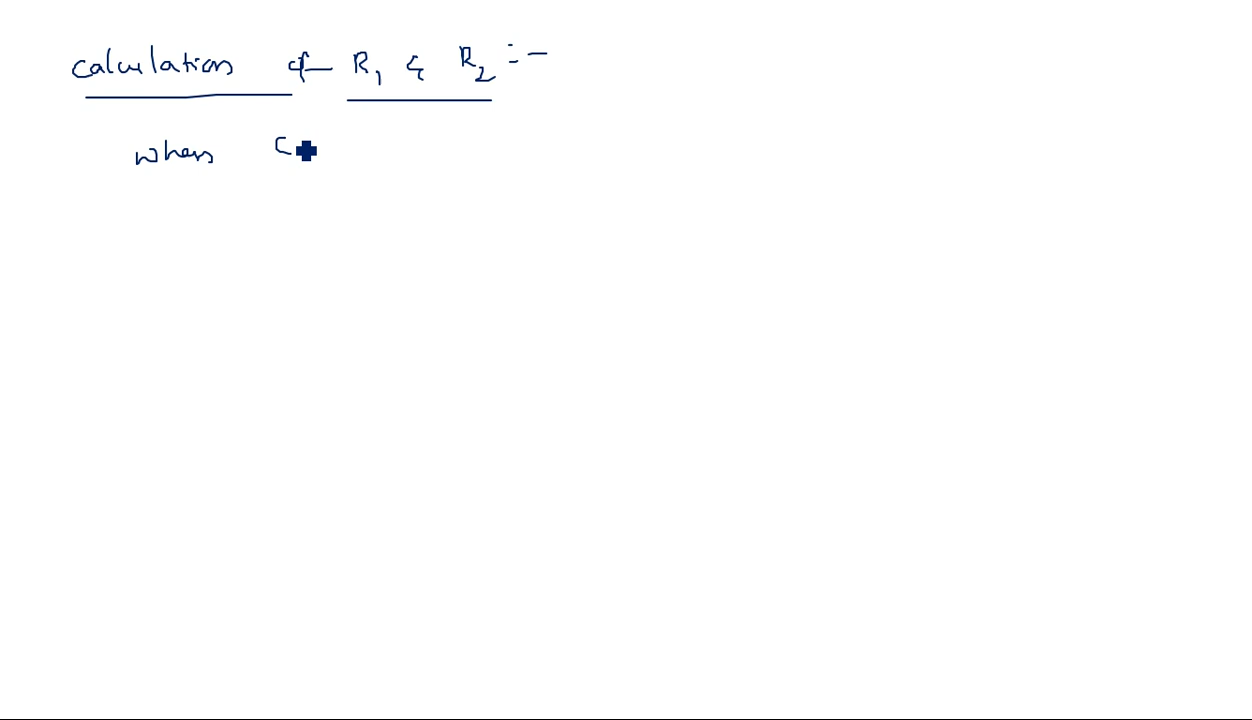 calculation of R₁ & R₂ :-
when C